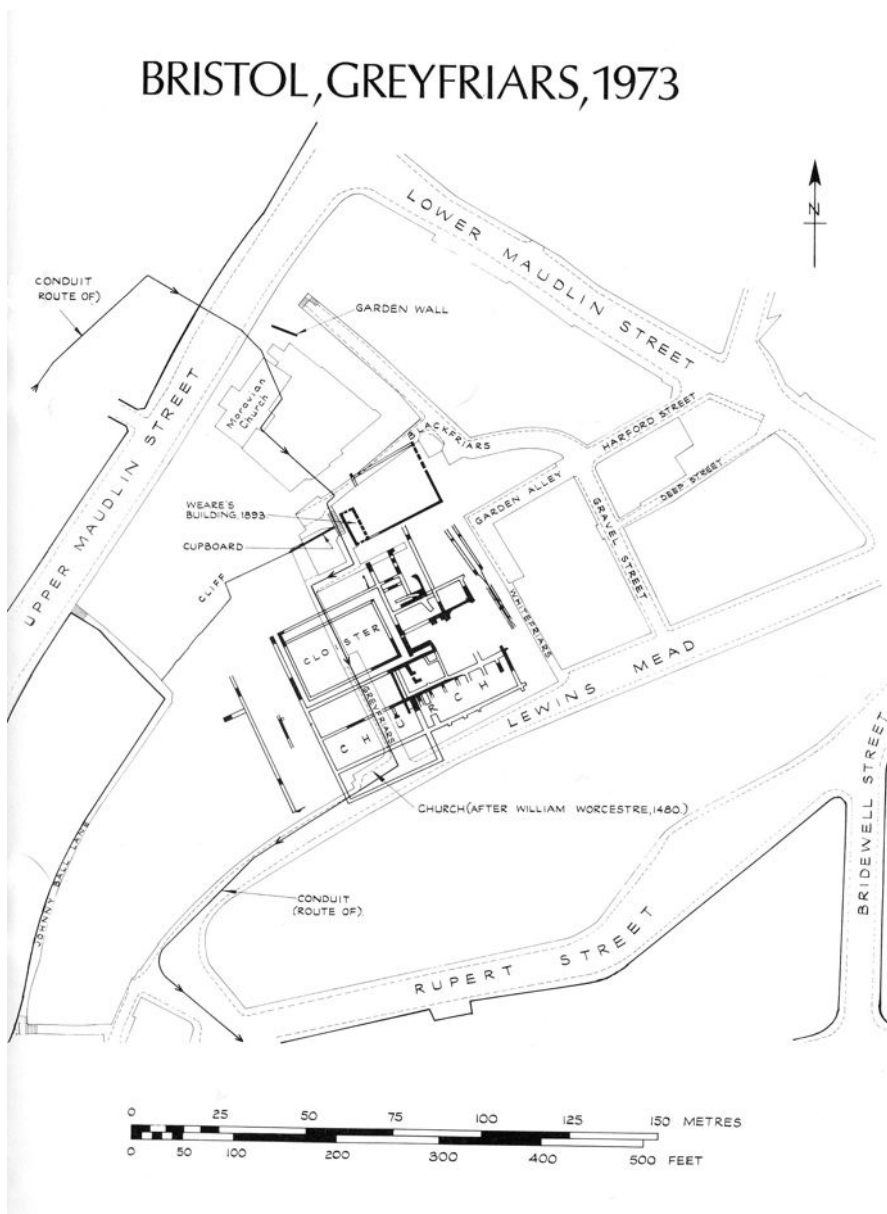 BRISTOL, GREYFRIARS, 1973
LOWER MAUDLIN STREET
N
CONDUIT
ROUTE OF)
GARDEN WALL
Moravian
Church
UPPER MAUDLIN STREET
BLACKFRIARS
HARFORD STREET
DEEP STREET
GARDEN ALLEY
GRAVEL STREET
WEARE'S
BUILDING, 1893.
CUPBOARD
CLIFF
WHITEFRIARS
CLOISTER
GREYFRIARS
CH
CH
LEWINS MEAD
CHURCH (AFTER WILLIAM WORCESTRE, 1480.)
BRIDEWELL STREET
JOHNNY BALL LANE
CONDUIT
(ROUTE OF).
RUPERT STREET
0 25 50 75 100 125 150 METRES
0 50 100 200 300 400 500 FEET